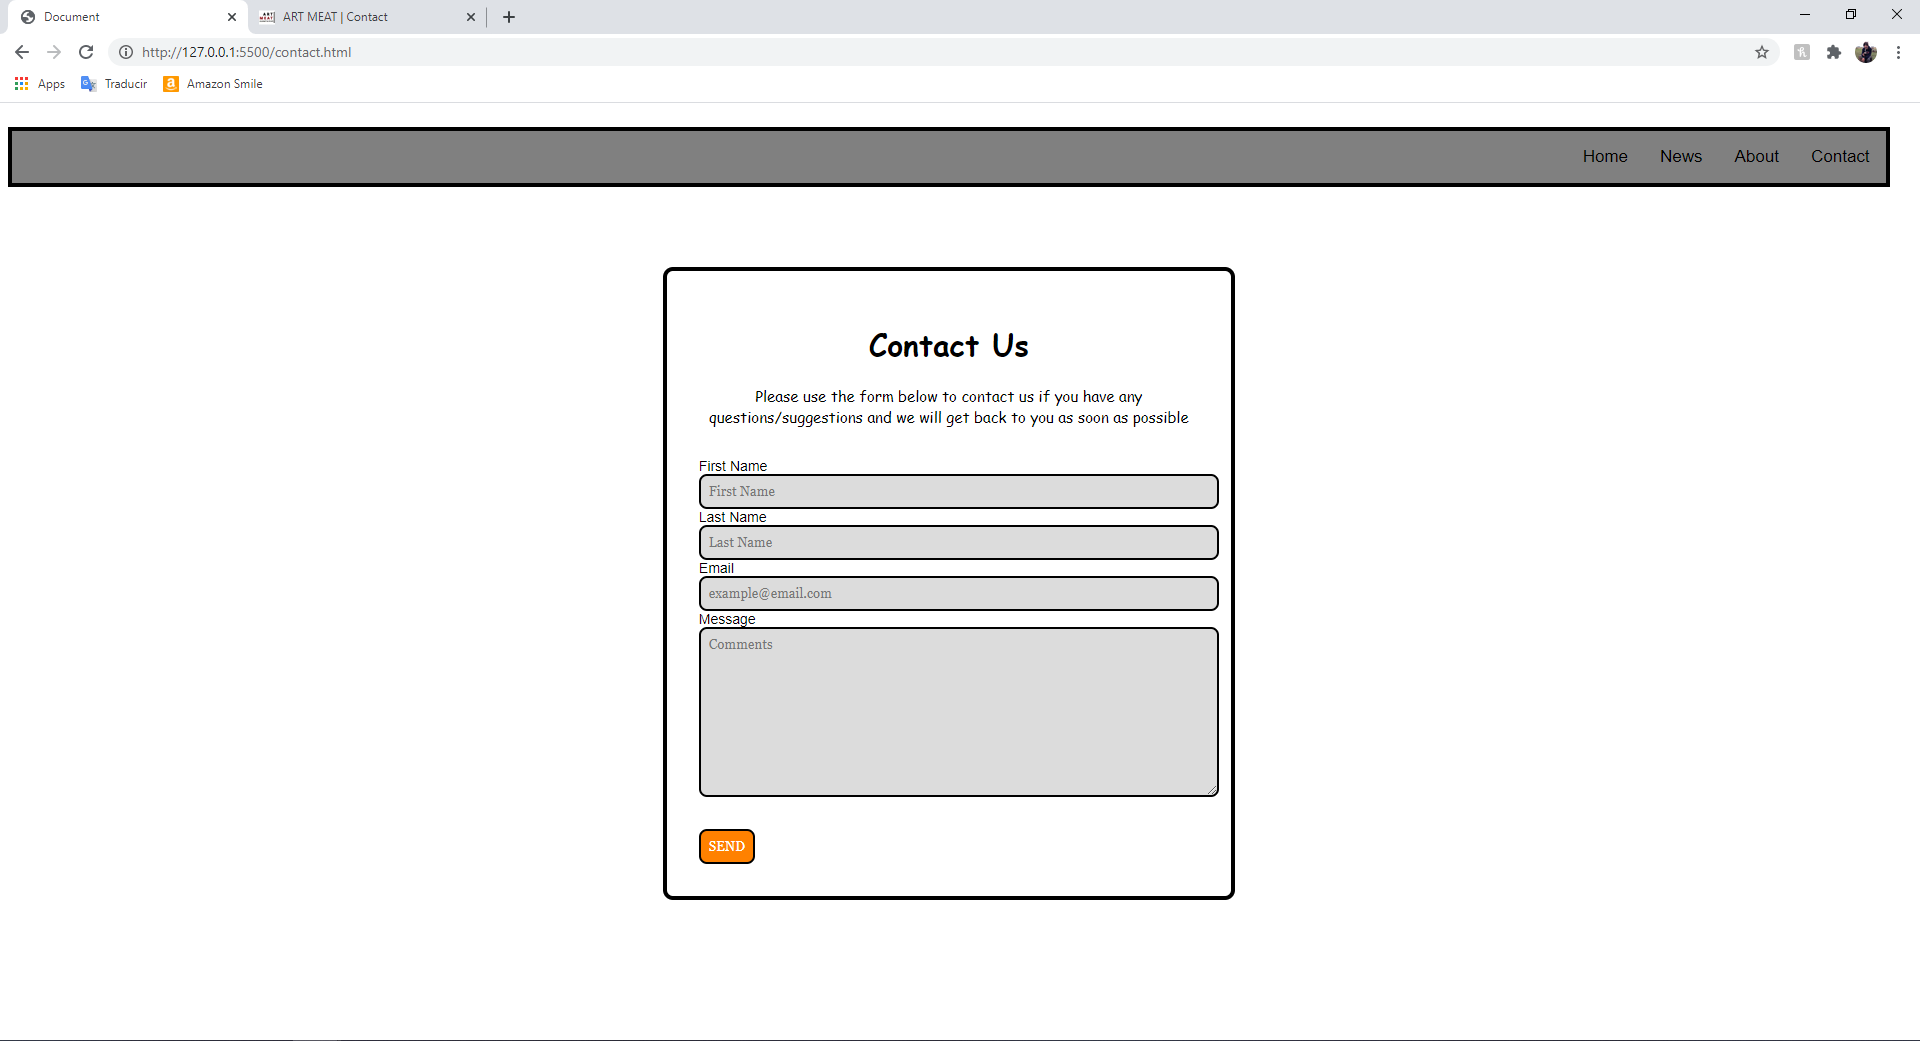 Document
ART MEAT | Contact
http://127.0.0.1:5500/contact.html
Apps
Traducir
Amazon Smile
Home
News
About
Contact
Contact Us
Please use the form below to contact us if you have any
questions/suggestions and we will get back to you as soon as possible
First Name
First Name
Last Name
Last Name
Email
example@email.com
Message
Comments
SEND